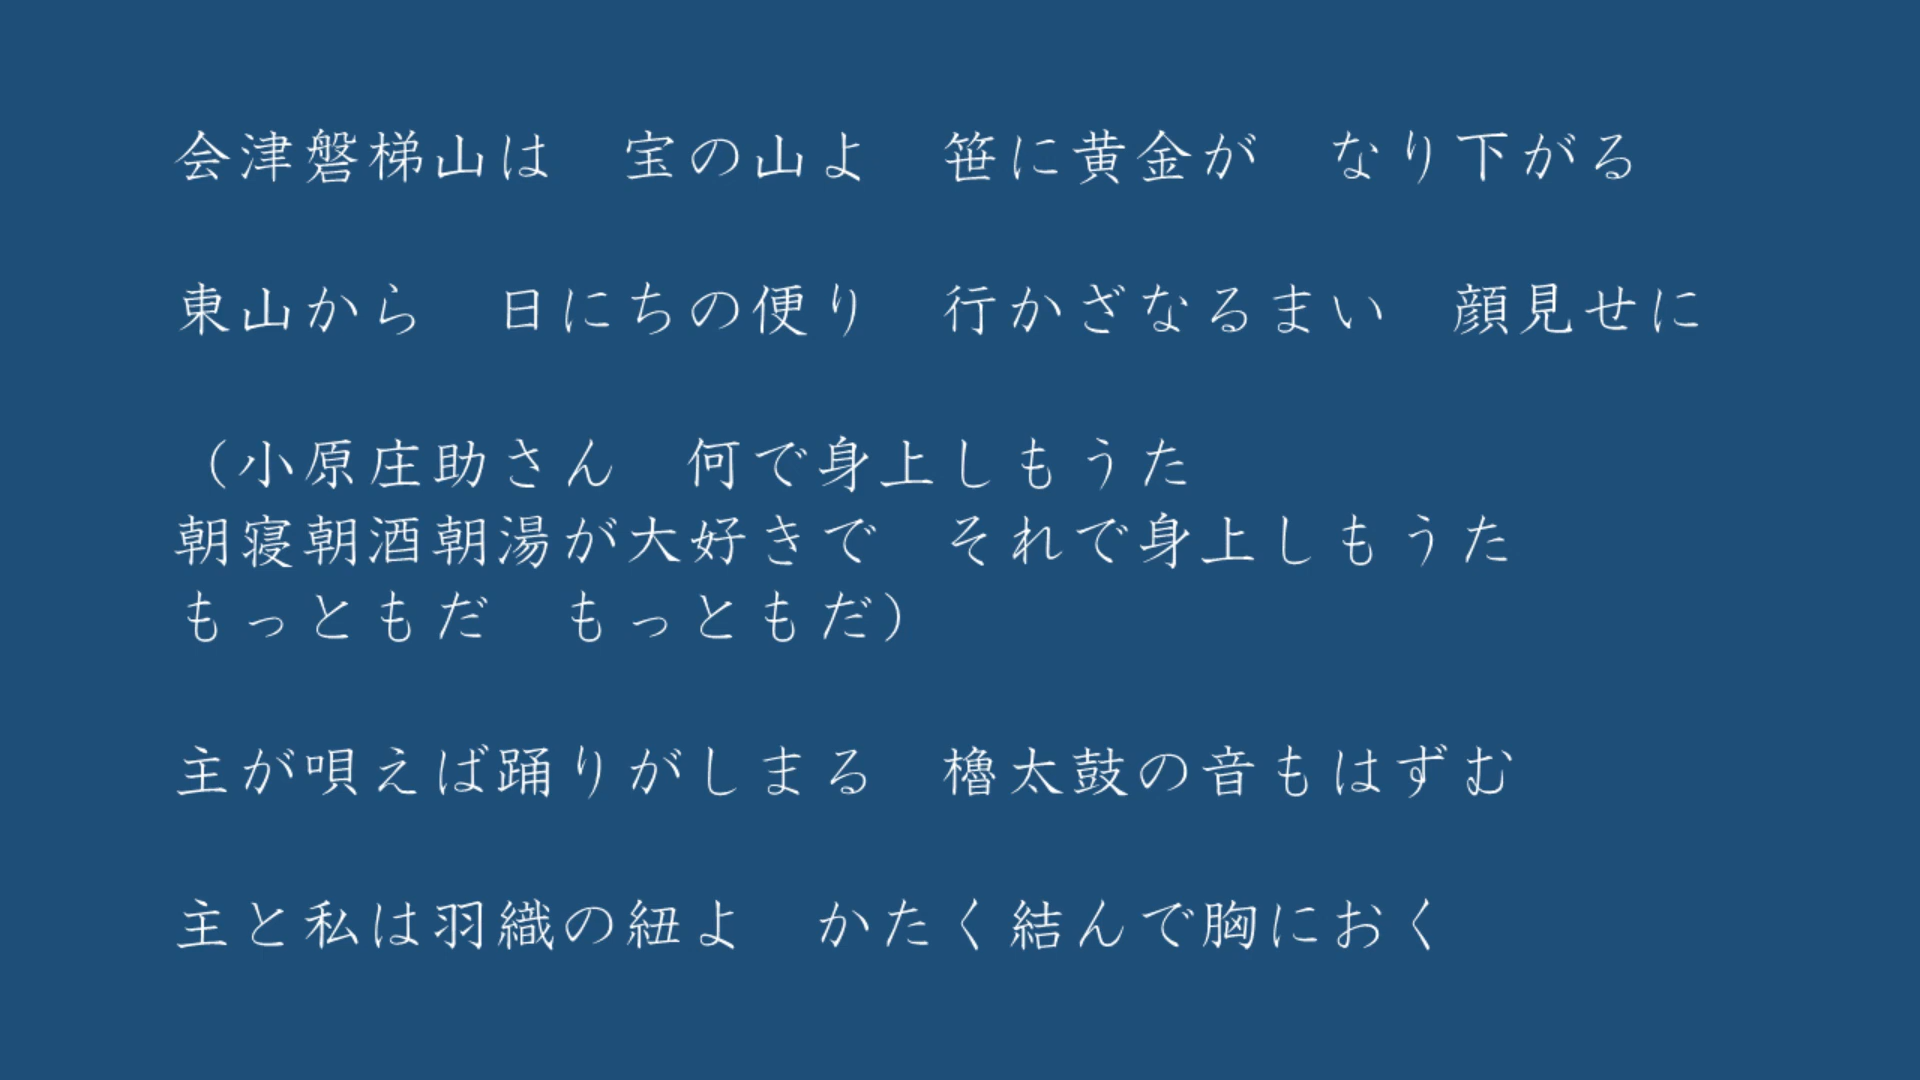 会津磐梯山は　宝の山よ　笹に黄金が　なり下がる
東山から　日にちの便り　行かざなるまい　顔見せに
（小原庄助さん　何で身上しもうた
朝寝朝酒朝湯が大好きで　それで身上しもうた
もっともだ　もっともだ）
主が唄えば踊りがしまる　櫓太鼓の音もはずむ
主と私は羽織の紐よ　かたく結んで胸におく